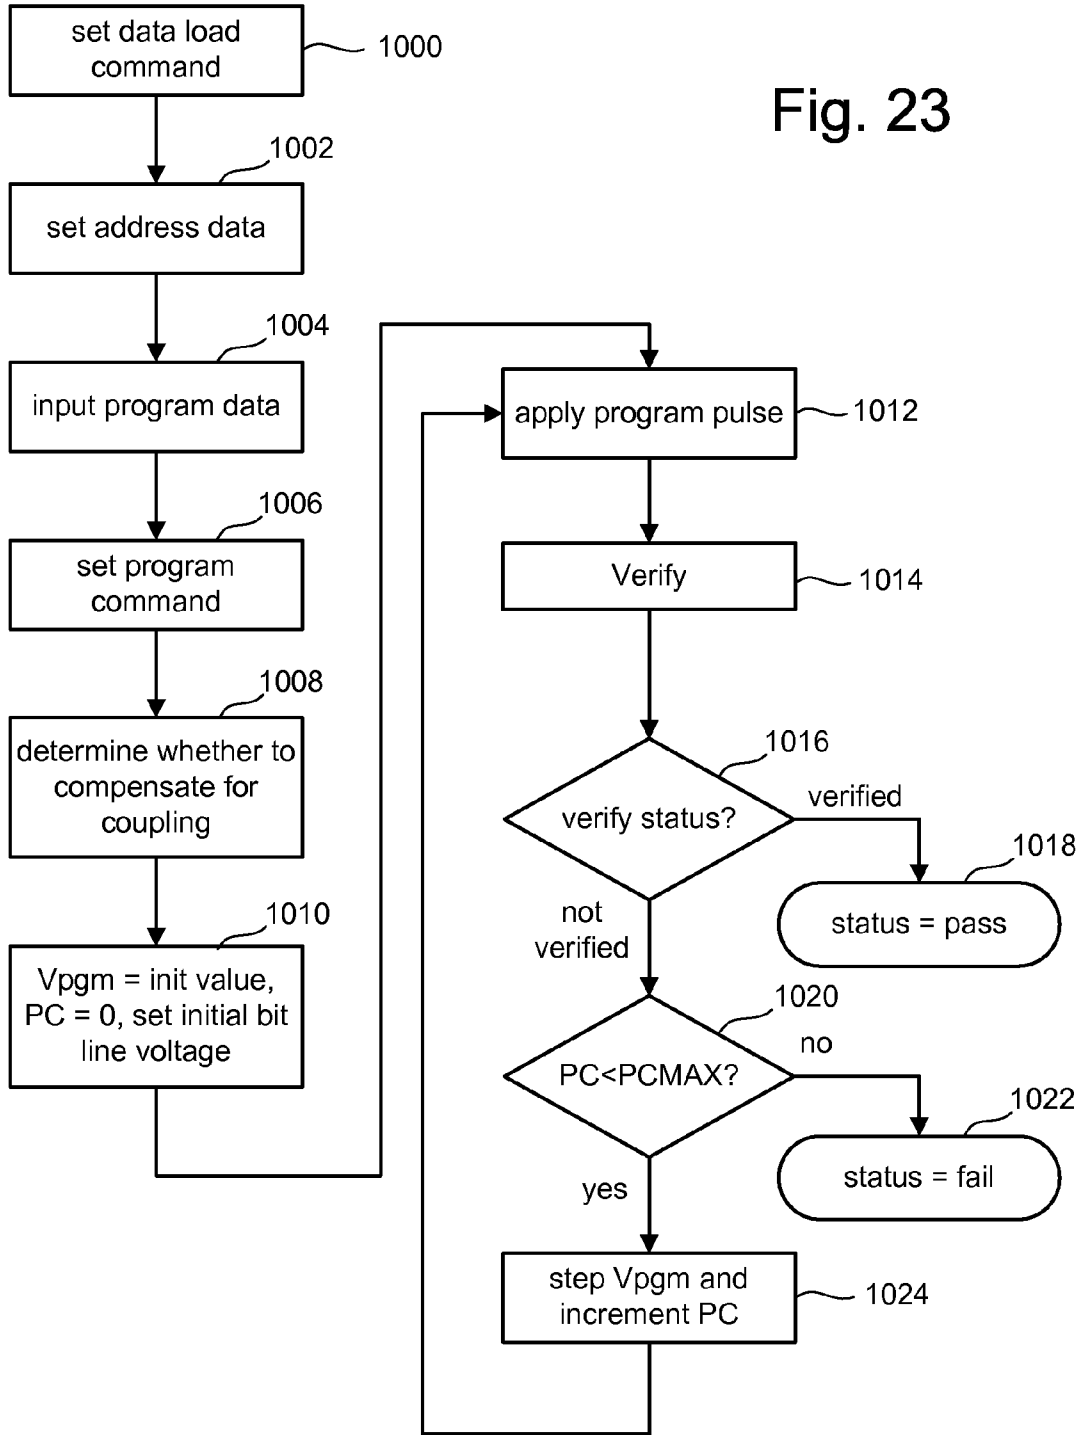 Fig. 23
set data load
command
1000
1002
set address data
1004
input program data
1006
set program
command
1008
determine whether to
compensate for
coupling
1010
Vpgm = init value,
PC = 0, set initial bit
line voltage
apply program pulse
1012
Verify
1014
1016
verify status?
verified
1018
status = pass
not
verified
1020
PC<PCMAX?
no
1022
status = fail
yes
step Vpgm and
increment PC
1024